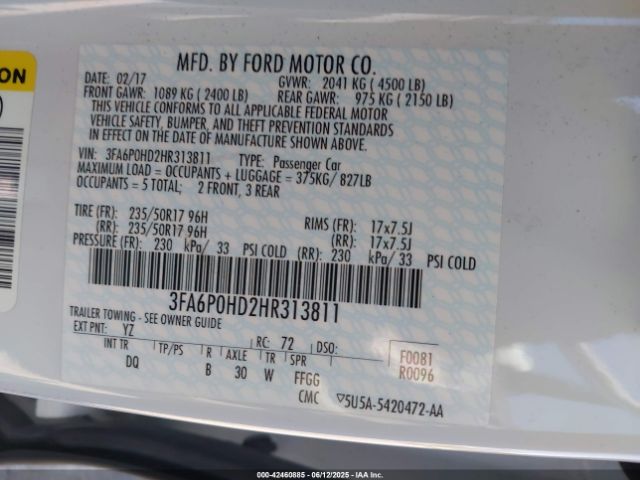 ON
MFD. BY FORD MOTOR CO.
DATE: 02/17 GVWR: 2041 KG ( 4500 LB)
FRONT GAWR: 1089 KG ( 2400 LB) REAR GAWR: 975 KG ( 2150 LB)
THIS VEHICLE CONFORMS TO ALL APPLICABLE FEDERAL MOTOR
VEHICLE SAFETY, BUMPER, AND THEFT PREVENTION STANDARDS
IN EFFECT ON THE DATE OF MANUFACTURE SHOWN ABOVE.
VIN: 3FA6P0HD2HR313811 TYPE: Passenger Car
MAXIMUM LOAD = OCCUPANTS + LUGGAGE = 375KG/ 827LB
OCCUPANTS = 5 TOTAL; 2 FRONT, 3 REAR
TIRE (FR): 235/50R17 96H RIMS (FR): 17x7.5J
(RR): 235/50R17 96H (RR): 17x7.5J
PRESSURE (FR): 230 kPa/ 33 PSI COLD (RR): 230 kPa/ 33 PSI COLD
3FA6P0HD2HR313811
TRAILER TOWING - SEE OWNER GUIDE
EXT PNT: YZ RC: 72 DSO: F0081
INT TR TP/PS R AXLE TR SPR R0096
DQ B 30 W FFGG
CMC ▽5U5A-5420472-AA
000-42460885 - 06/12/2025 - IAAI, Inc.